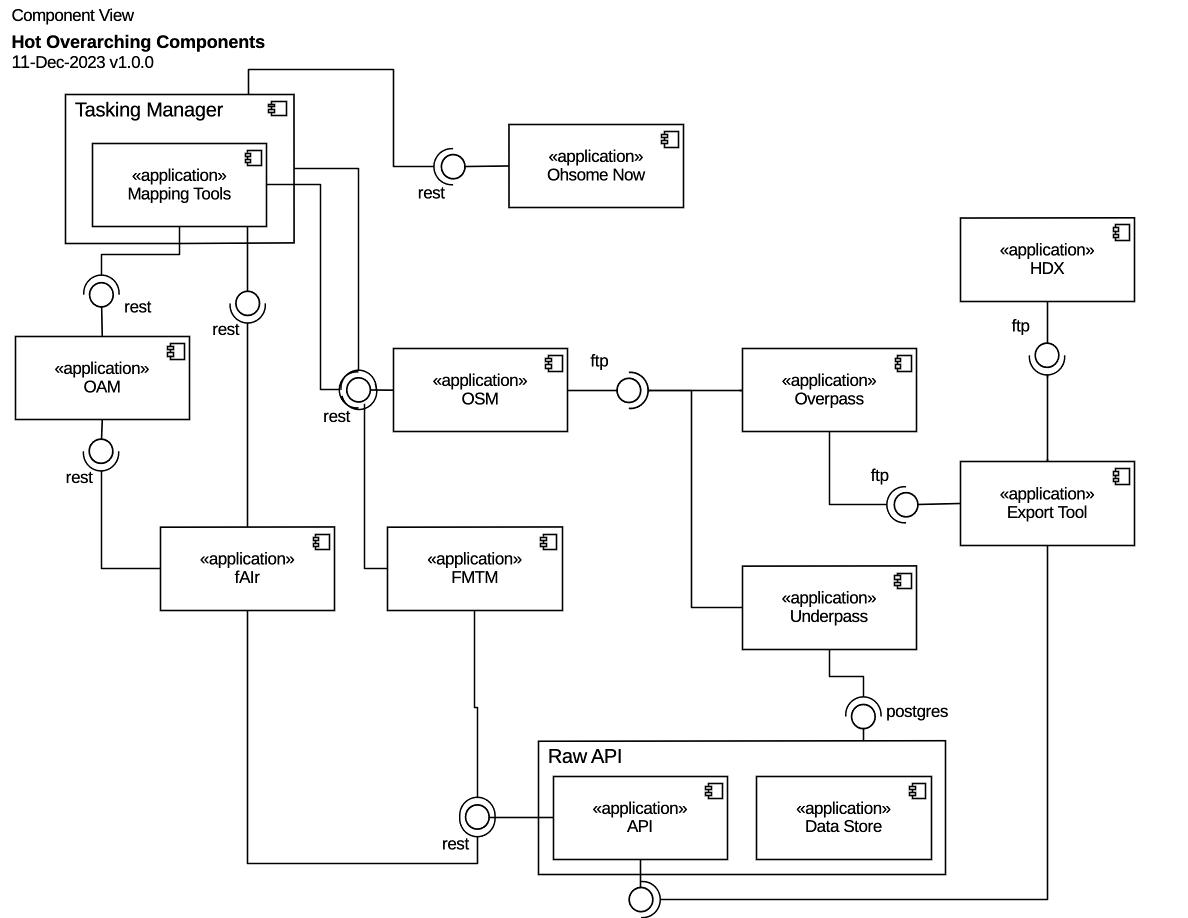 Component View
Hot Overarching Components
11-Dec-2023 v1.0.0
Tasking Manager
«application»
Mapping Tools
«application»
Ohsome Now
rest
«application»
HDX
rest
rest
ftp
«application»
OAM
«application»
OSM
ftp
«application»
Overpass
rest
rest
ftp
«application»
Export Tool
«application»
fAIr
«application»
FMTM
«application»
Underpass
postgres
Raw API
«application»
API
«application»
Data Store
rest